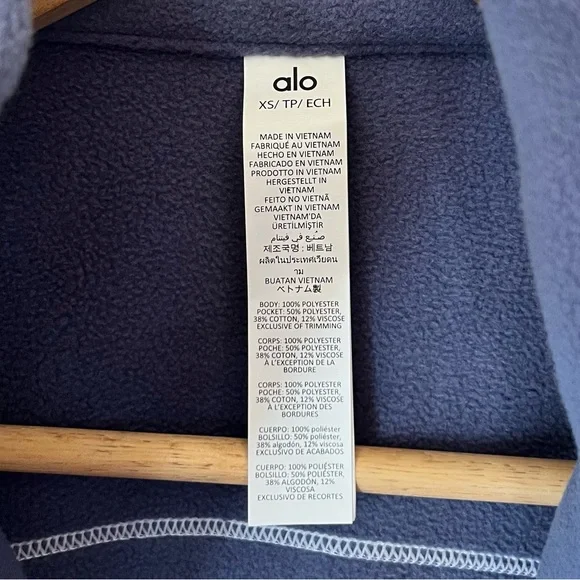 alo
XS/ TP/ ECH
MADE IN VIETNAM
FABRIQUÉ AU VIETNAM
HECHO EN VIETNAM
FABRICADO EN VIETNAM
PRODOTTO IN VIETNAM
HERGESTELLT IN
VIETNAM
FEITO NO VIETNÃ
GEMAAKT IN VIETNAM
VIETNAM'DA
ÜRETİLMİŞTİR
صُنِع في فيتنام
제조국명 : 베트남
ผลิตในประเทศเวียดน
าม
BUATAN VIETNAM
ベトナム製
BODY: 100% POLYESTER
POCKET: 50% POLYESTER,
38% COTTON, 12% VISCOSE
EXCLUSIVE OF TRIMMING
CORPS: 100% POLYESTER
POCHE: 50% POLYESTER,
38% COTON, 12% VISCOSE
À L'EXCEPTION DE LA
BORDURE
CORPS: 100% POLYESTER
POCHE: 50% POLYESTER,
38% COTON, 12% VISCOSE
À L'EXCEPTION DES
BORDURES
CUERPO: 100% poliéster
BOLSILLO: 50% poliéster,
38% algodón, 12% viscosa
EXCLUSIVO DE ACABADOS
CUERPO: 100% POLIÉSTER
BOLSILLO: 50% POLIÉSTER,
38% ALGODÓN, 12%
VISCOSA
EXCLUSIVO DE RECORTES